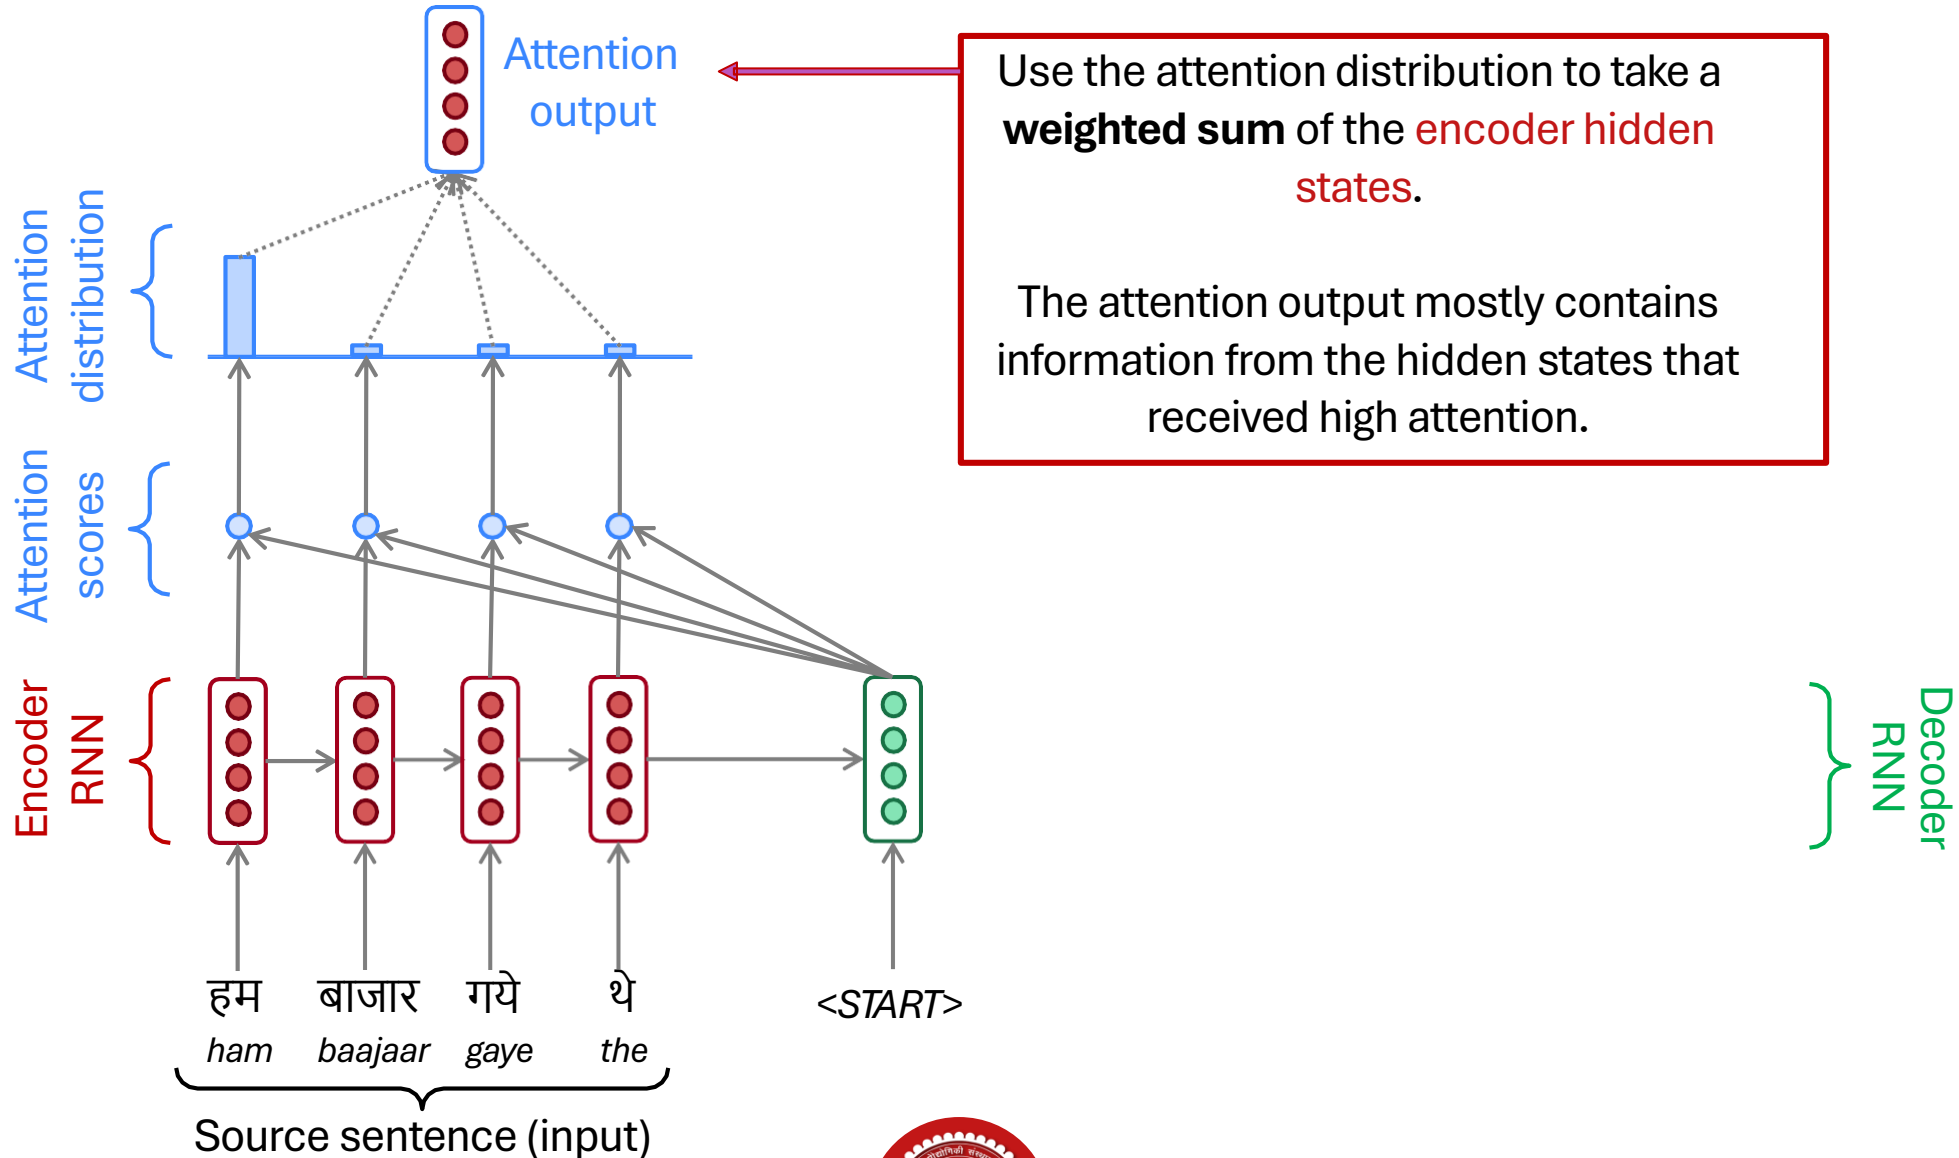 Attention
output
Use the attention distribution to take a
weighted sum of the encoder hidden
states.
The attention output mostly contains
information from the hidden states that
received high attention.
Attention
distribution
Attention
scores
Encoder
RNN
Decoder
RNN
हम बाजार गये थे <START>
ham baajaar gaye the
Source sentence (input)